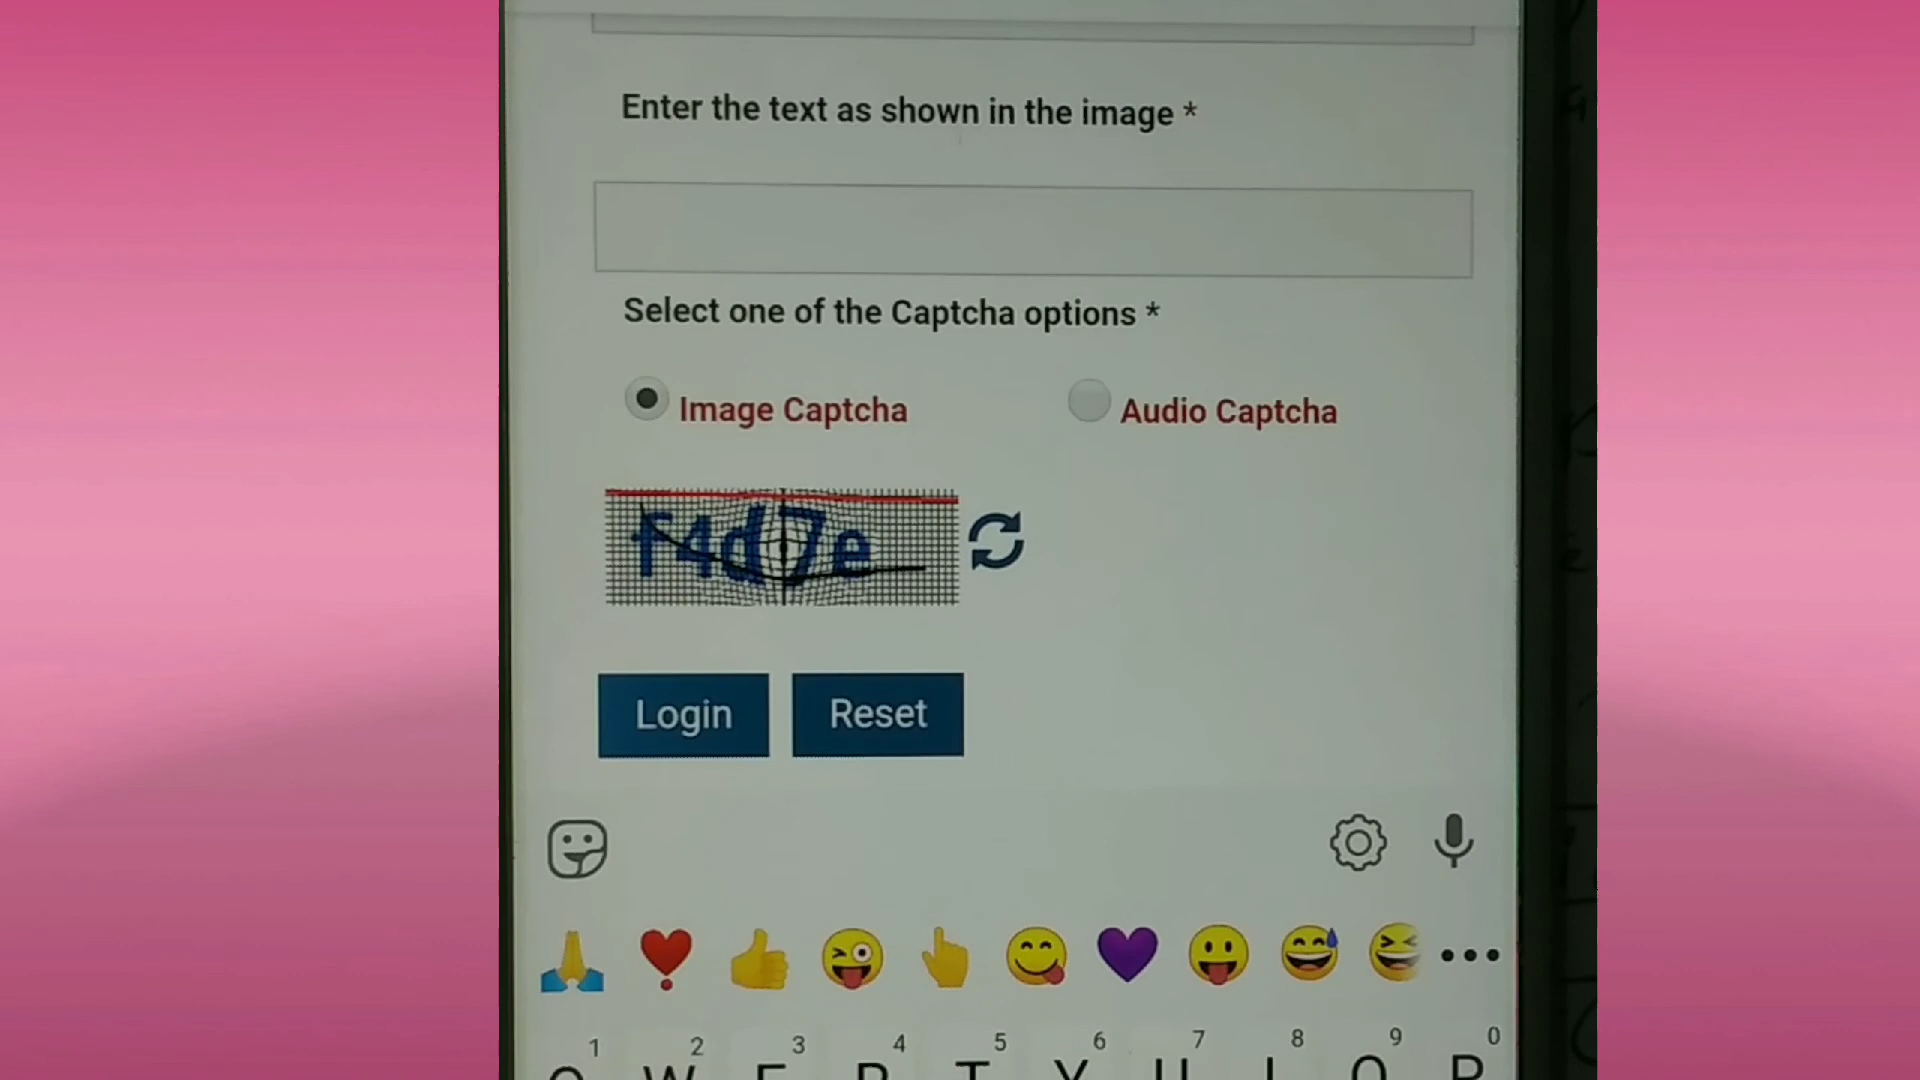 Enter the text as shown in the image *
Select one of the Captcha options *
Image Captcha Audio Captcha
f4d7e
Login Reset
1 2 3 4 5 6 7 8 9 0